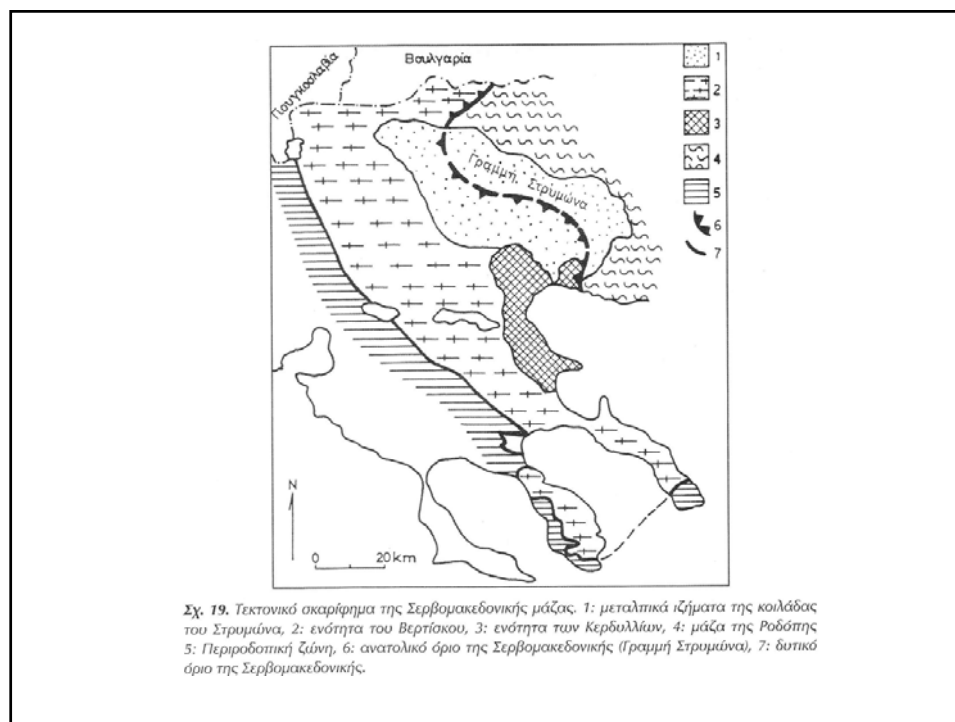 Βουλγαρία
Γιουγκοσλαβία
1
2
3
4
5
6
7
Γραμμή Στρυμώνα
N
0 20 km
Σχ. 19. Τεκτονικό σκαρίφημα της Σερβομακεδονικής μάζας. 1: μεταλπικά ιζήματα της κοιλάδας
του Στρυμώνα, 2: ενότητα του Βερτίσκου, 3: ενότητα των Κερδυλλίων, 4: μάζα της Ροδόπης
5: Περιροδοπική ζώνη, 6: ανατολικό όριο της Σερβομακεδονικής (Γραμμή Στρυμώνα), 7: δυτικό
όριο της Σερβομακεδονικής.